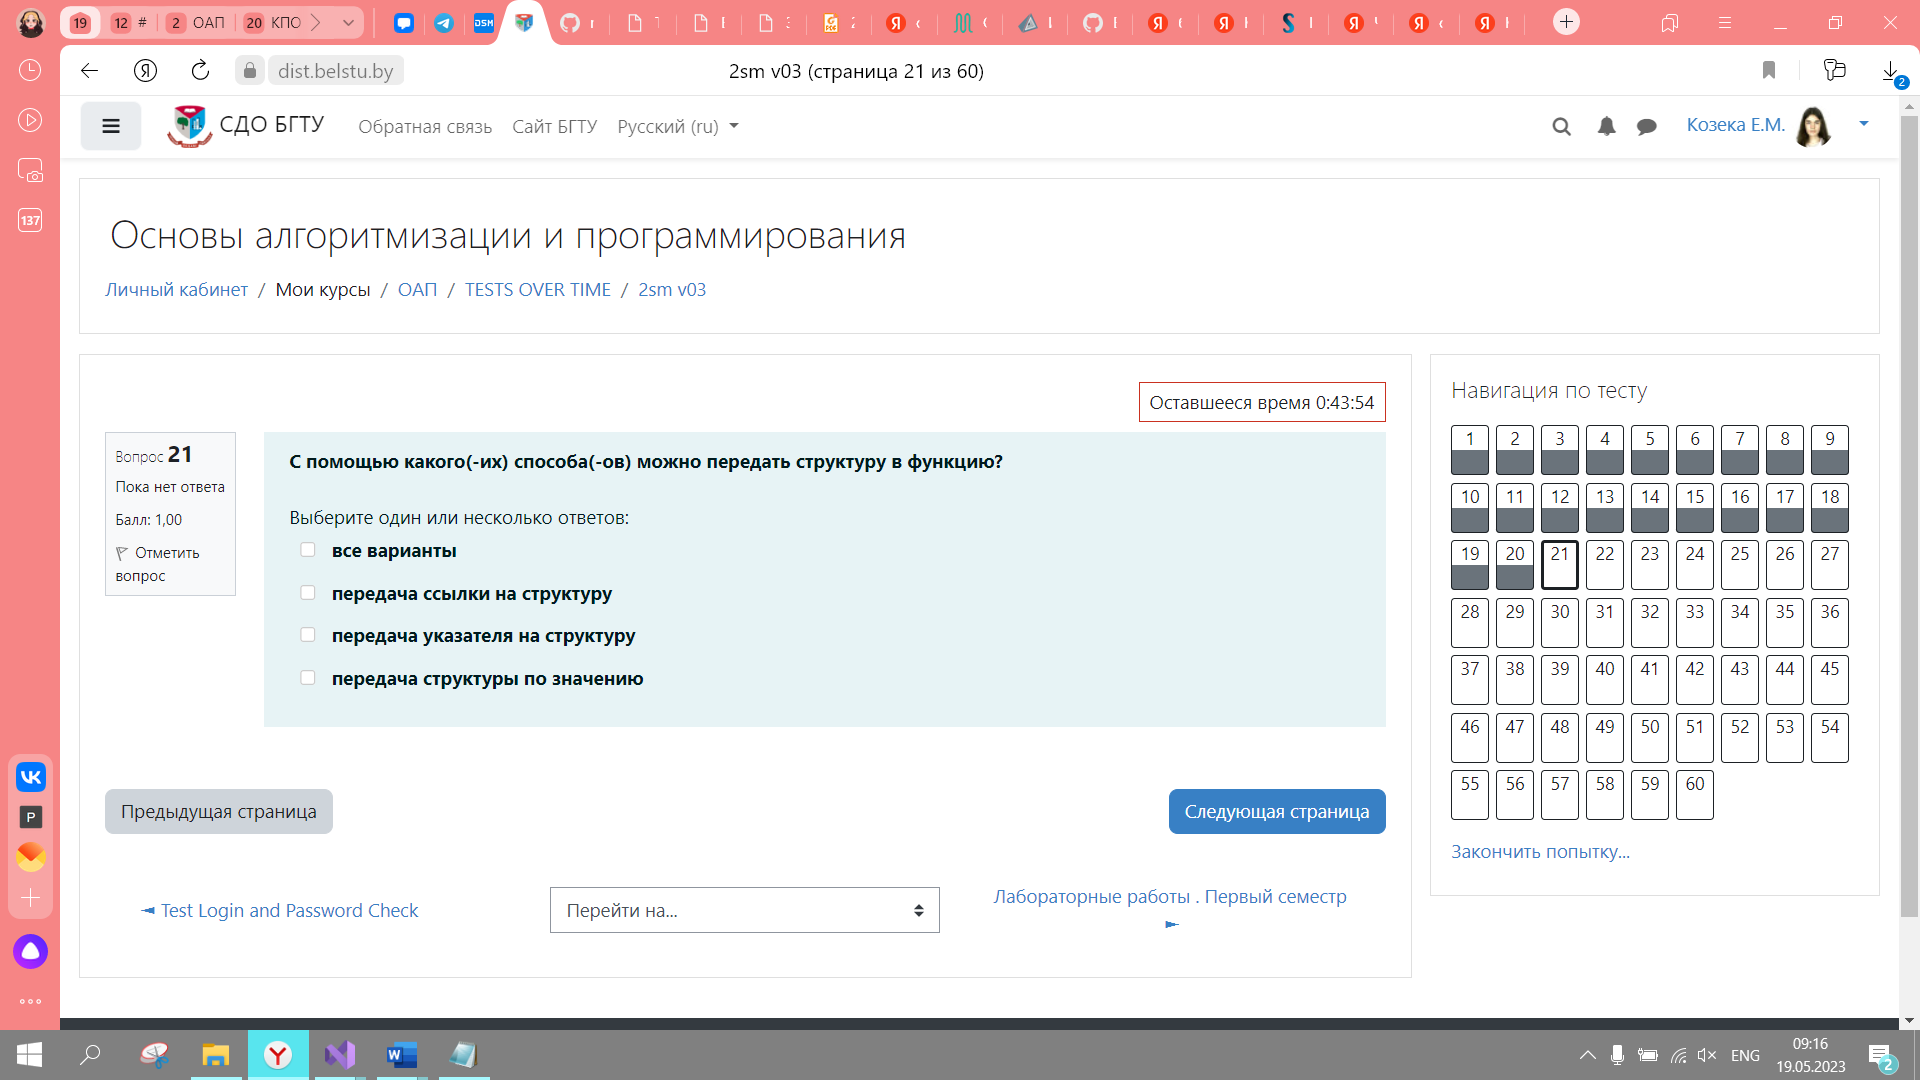 19
12 #
2 ОАП
20 КПО
DSM
dist.belstu.by
2sm v03 (страница 21 из 60)
2
137
СДО БГТУ
Обратная связь
Сайт БГТУ
Русский (ru)
Козека Е.М.
Основы алгоритмизации и программирования
Личный кабинет / Мои курсы / ОАП / TESTS OVER TIME / 2sm v03
Оставшееся время 0:43:54
Вопрос 21
Пока нет ответа
Балл: 1,00
Отметить
вопрос
С помощью какого(-их) способа(-ов) можно передать структуру в функцию?
Выберите один или несколько ответов:
все варианты
передача ссылки на структуру
передача указателя на структуру
передача структуры по значению
Предыдущая страница
Следующая страница
◄ Test Login and Password Check
Перейти на...
Лабораторные работы . Первый семестр
►
Навигация по тесту
1 2 3 4 5 6 7 8 9
10 11 12 13 14 15 16 17 18
19 20 21 22 23 24 25 26 27
28 29 30 31 32 33 34 35 36
37 38 39 40 41 42 43 44 45
46 47 48 49 50 51 52 53 54
55 56 57 58 59 60
Закончить попытку...
ENG
09:16
19.05.2023
2